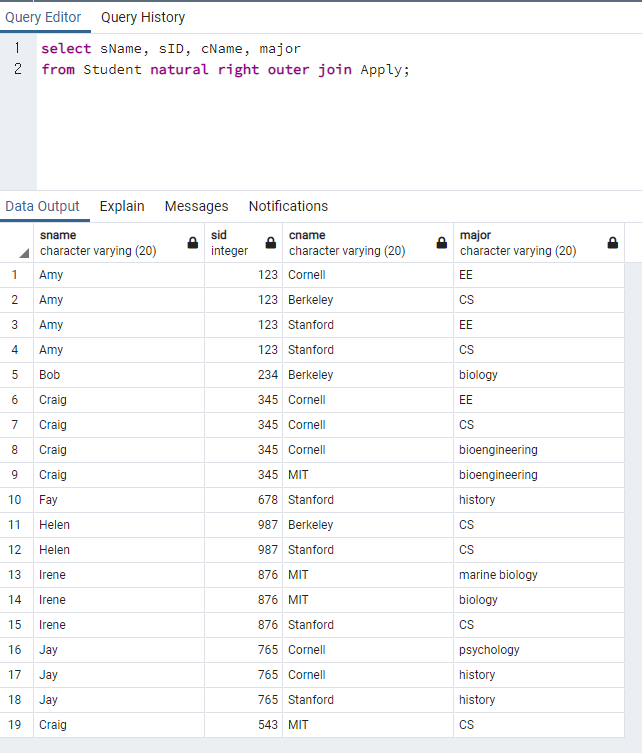 Query Editor Query History
1 select sName, sID, cName, major
2 from Student natural right outer join Apply;
Data Output Explain Messages Notifications
sname sid cname major
character varying (20) integer character varying (20) character varying (20)
1 Amy 123 Cornell EE
2 Amy 123 Berkeley CS
3 Amy 123 Stanford EE
4 Amy 123 Stanford CS
5 Bob 234 Berkeley biology
6 Craig 345 Cornell EE
7 Craig 345 Cornell CS
8 Craig 345 Cornell bioengineering
9 Craig 345 MIT bioengineering
10 Fay 678 Stanford history
11 Helen 987 Berkeley CS
12 Helen 987 Stanford CS
13 Irene 876 MIT marine biology
14 Irene 876 MIT biology
15 Irene 876 Stanford CS
16 Jay 765 Cornell psychology
17 Jay 765 Cornell history
18 Jay 765 Stanford history
19 Craig 543 MIT CS